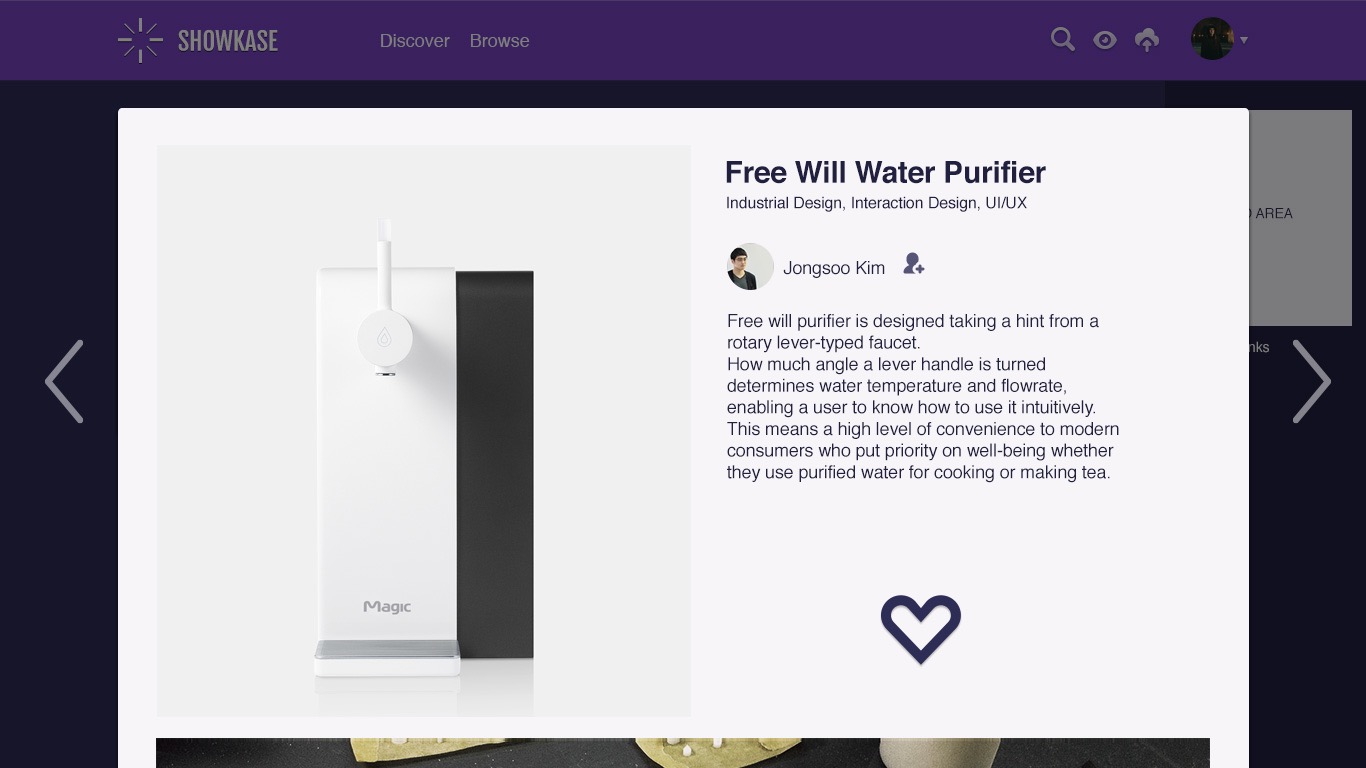 SHOWKASE
Discover
Browse
Free Will Water Purifier
Industrial Design, Interaction Design, UI/UX
AREA
Jongsoo Kim
Free will purifier is designed taking a hint from a
rotary lever-typed faucet.
How much angle a lever handle is turned
determines water temperature and flowrate,
enabling a user to know how to use it intuitively.
This means a high level of convenience to modern
consumers who put priority on well-being whether
they use purified water for cooking or making tea.
Magic